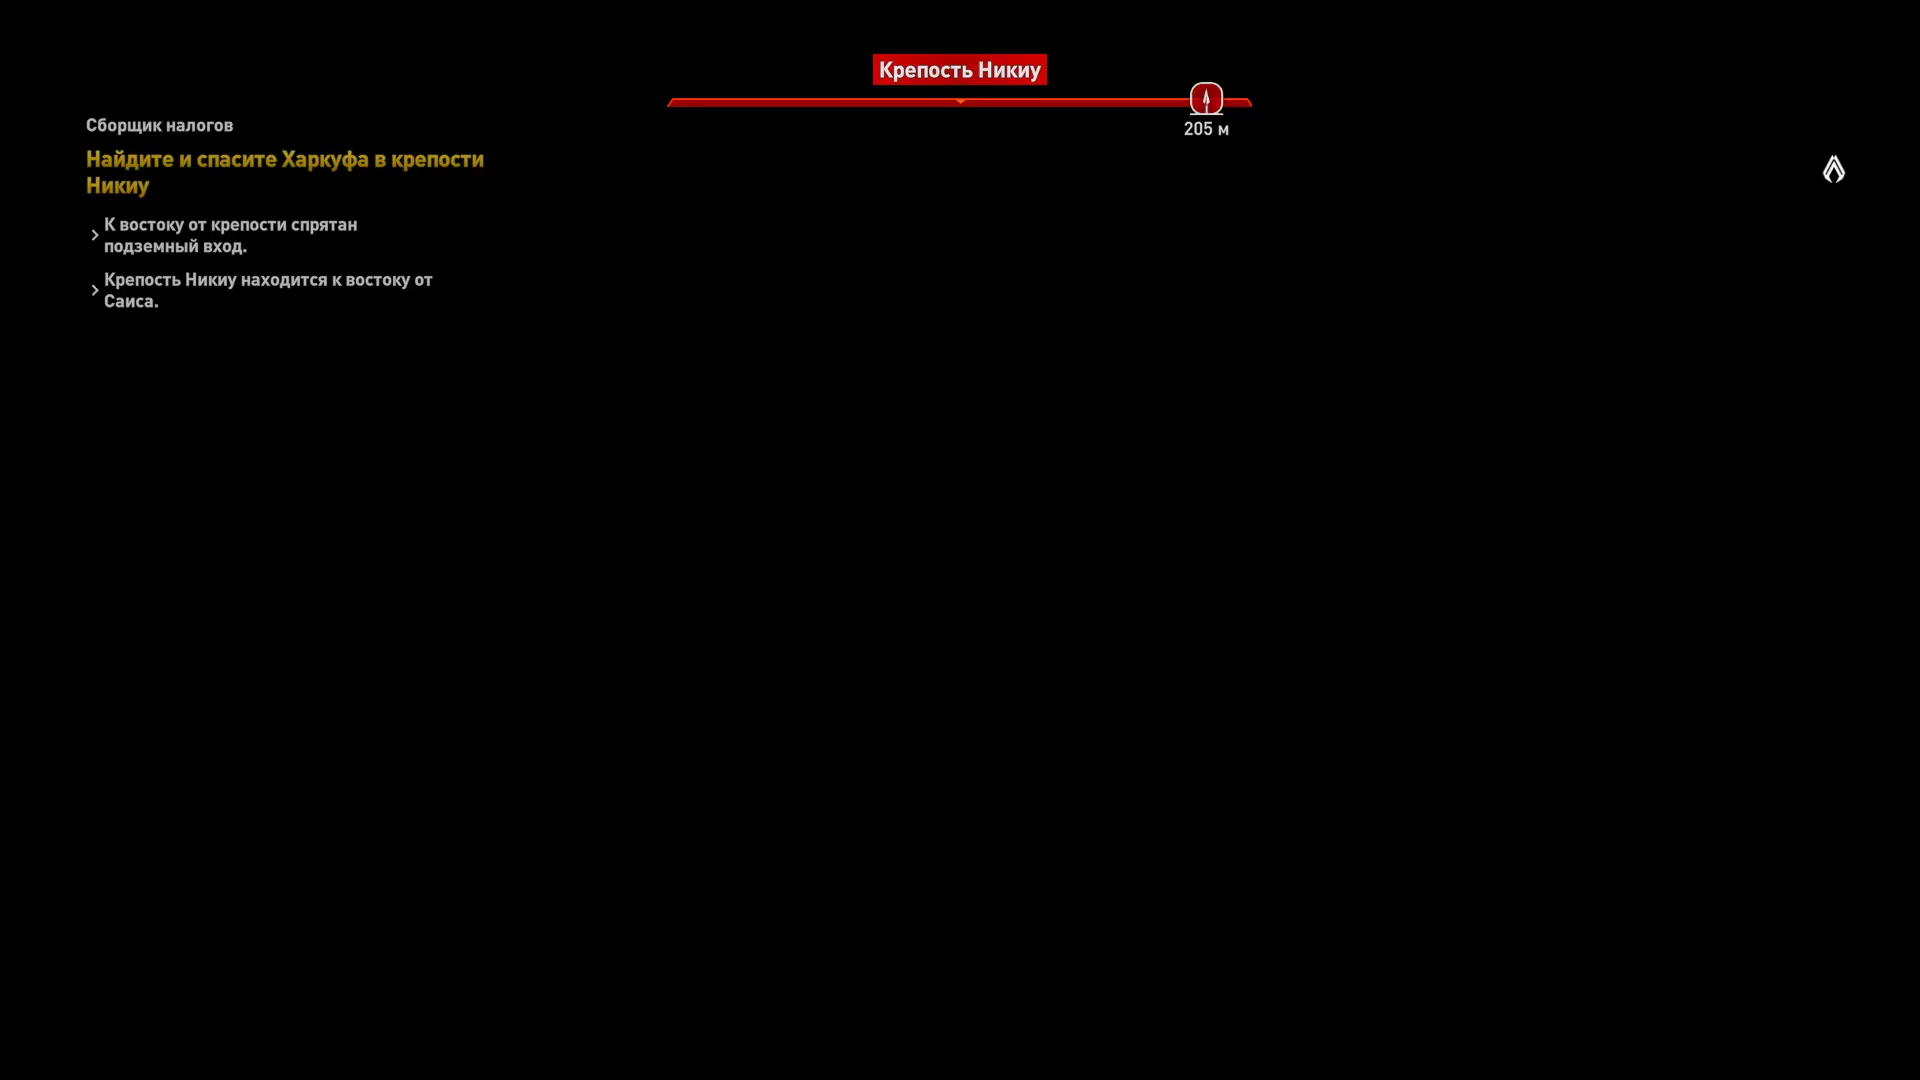 Крепость Никиу
205 м
Сборщик налогов
Найдите и спасите Харкуфа в крепости
Никиу
К востоку от крепости спрятан
подземный вход.
Крепость Никиу находится к востоку от
Саиса.